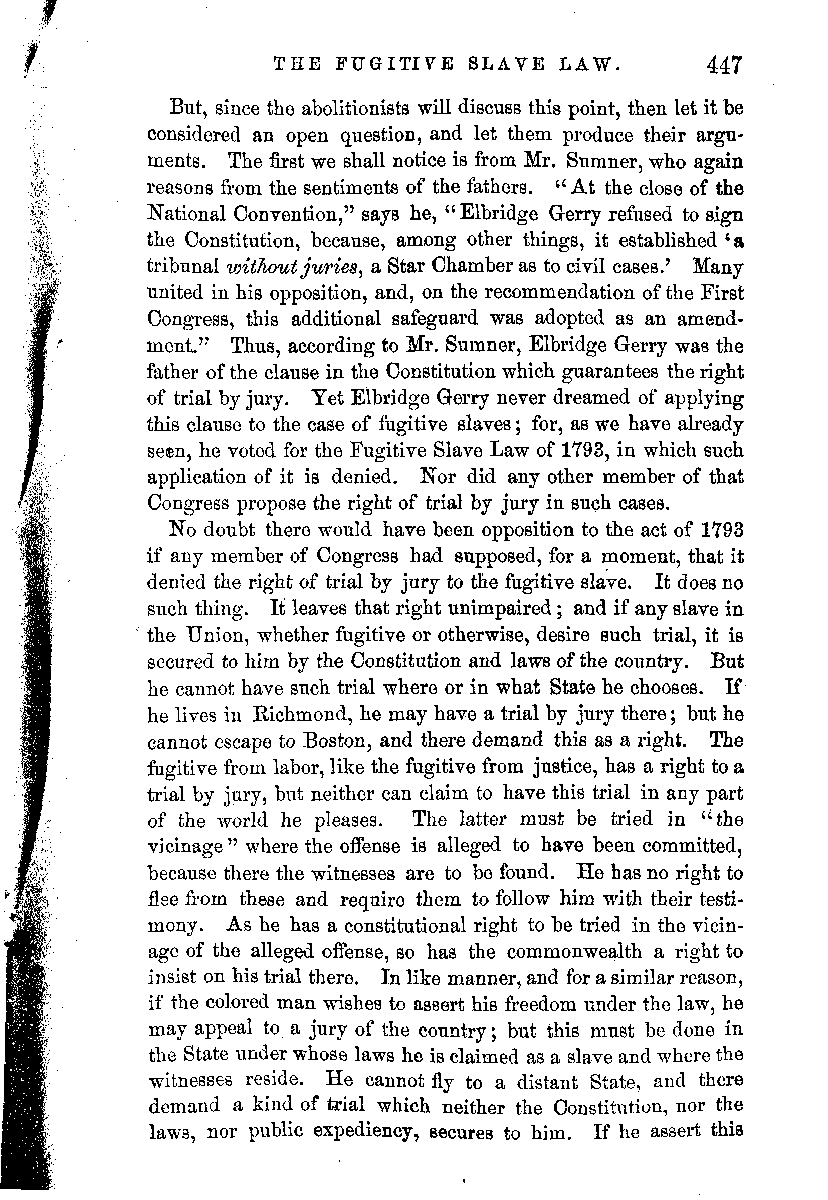 THE FUGITIVE SLAVE LAW. 447
But, since the abolitionists will discuss this point, then let it be
considered an open question, and let them produce their argu-
ments. The first we shall notice is from Mr. Sumner, who again
reasons from the sentiments of the fathers. "At the close of the
National Convention," says he, "Elbridge Gerry refused to sign
the Constitution, because, among other things, it established 'a
tribunal without juries, a Star Chamber as to civil cases.' Many
united in his opposition, and, on the recommendation of the First
Congress, this additional safeguard was adopted as an amend-
ment." Thus, according to Mr. Sumner, Elbridge Gerry was the
father of the clause in the Constitution which guarantees the right
of trial by jury. Yet Elbridge Gerry never dreamed of applying
this clause to the case of fugitive slaves; for, as we have already
seen, he voted for the Fugitive Slave Law of 1793, in which such
application of it is denied. Nor did any other member of that
Congress propose the right of trial by jury in such cases.
No doubt there would have been opposition to the act of 1793
if any member of Congress had supposed, for a moment, that it
denied the right of trial by jury to the fugitive slave. It does no
such thing. It leaves that right unimpaired; and if any slave in
the Union, whether fugitive or otherwise, desire such trial, it is
secured to him by the Constitution and laws of the country. But
he cannot have such trial where or in what State he chooses. If
he lives in Richmond, he may have a trial by jury there; but he
cannot escape to Boston, and there demand this as a right. The
fugitive from labor, like the fugitive from justice, has a right to a
trial by jury, but neither can claim to have this trial in any part
of the world he pleases. The latter must be tried in "the
vicinage" where the offense is alleged to have been committed,
because there the witnesses are to be found. He has no right to
flee from these and require them to follow him with their testi-
mony. As he has a constitutional right to be tried in the vicin-
age of the alleged offense, so has the commonwealth a right to
insist on his trial there. In like manner, and for a similar reason,
if the colored man wishes to assert his freedom under the law, he
may appeal to a jury of the country; but this must be done in
the State under whose laws he is claimed as a slave and where the
witnesses reside. He cannot fly to a distant State, and there
demand a kind of trial which neither the Constitution, nor the
laws, nor public expediency, secures to him. If he assert this